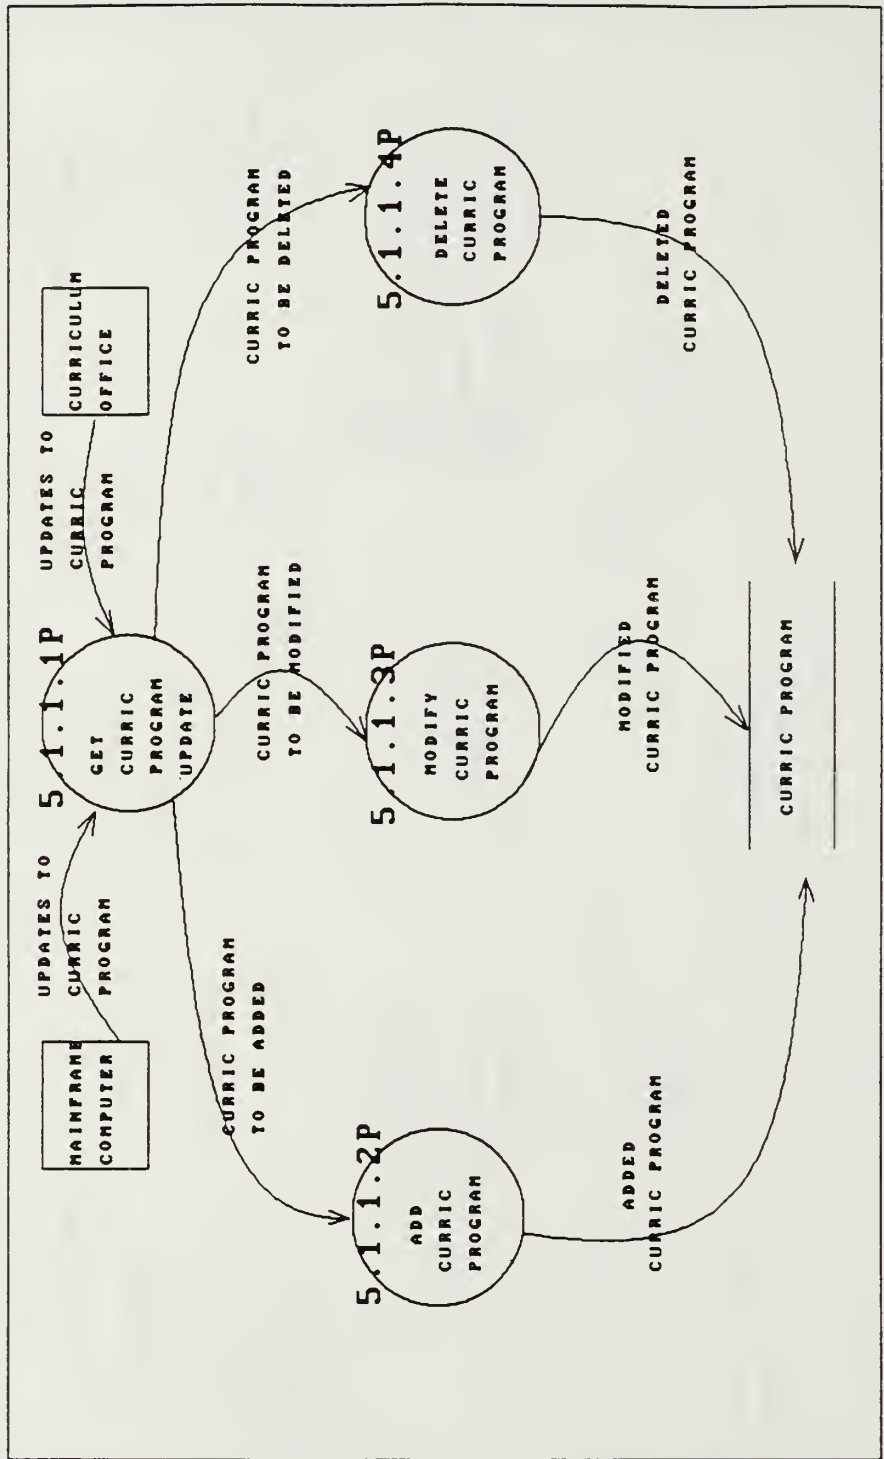 MAINFRAME
COMPUTER
UPDATES TO
CURRIC
PROGRAM
5.1.1.1P
GET
CURRIC
PROGRAM
UPDATE
UPDATES TO
CURRIC
PROGRAM
CURRICULUM
OFFICE
CURRIC PROGRAM
TO BE ADDED
CURRIC PROGRAM
TO BE MODIFIED
CURRIC PROGRAM
TO BE DELETED
5.1.1.2P
ADD
CURRIC
PROGRAM
5.1.1.3P
MODIFY
CURRIC
PROGRAM
5.1.1.4P
DELETE
CURRIC
PROGRAM
ADDED
CURRIC PROGRAM
MODIFIED
CURRIC PROGRAM
DELETED
CURRIC PROGRAM
CURRIC PROGRAM